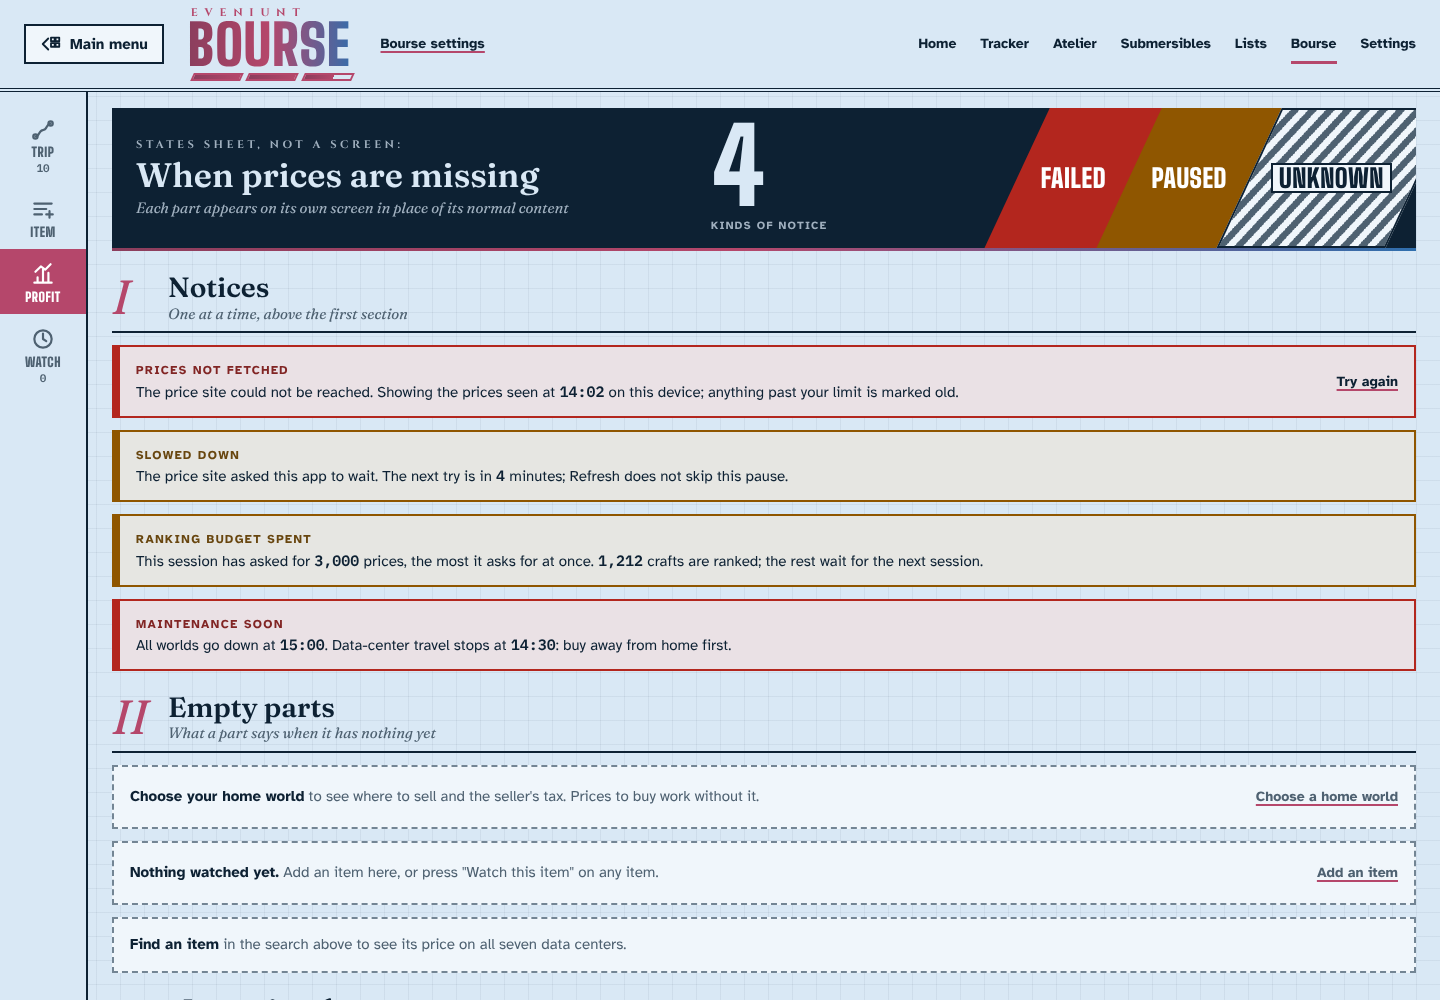 Main menu
EVENIUNT
BOURSE
Bourse settings
Home
Tracker
Atelier
Submersibles
Lists
Bourse
Settings
TRIP
10
ITEM
PROFIT
WATCH
0
STATES SHEET, NOT A SCREEN:
When prices are missing
Each part appears on its own screen in place of its normal content
4
KINDS OF NOTICE
FAILED
PAUSED
UNKNOWN
I
Notices
One at a time, above the first section
PRICES NOT FETCHED
The price site could not be reached. Showing the prices seen at 14:02 on this device; anything past your limit is marked old.
Try again
SLOWED DOWN
The price site asked this app to wait. The next try is in 4 minutes; Refresh does not skip this pause.
RANKING BUDGET SPENT
This session has asked for 3,000 prices, the most it asks for at once. 1,212 crafts are ranked; the rest wait for the next session.
MAINTENANCE SOON
All worlds go down at 15:00. Data-center travel stops at 14:30: buy away from home first.
II
Empty parts
What a part says when it has nothing yet
Choose your home world to see where to sell and the seller's tax. Prices to buy work without it.
Choose a home world
Nothing watched yet. Add an item here, or press "Watch this item" on any item.
Add an item
Find an item in the search above to see its price on all seven data centers.